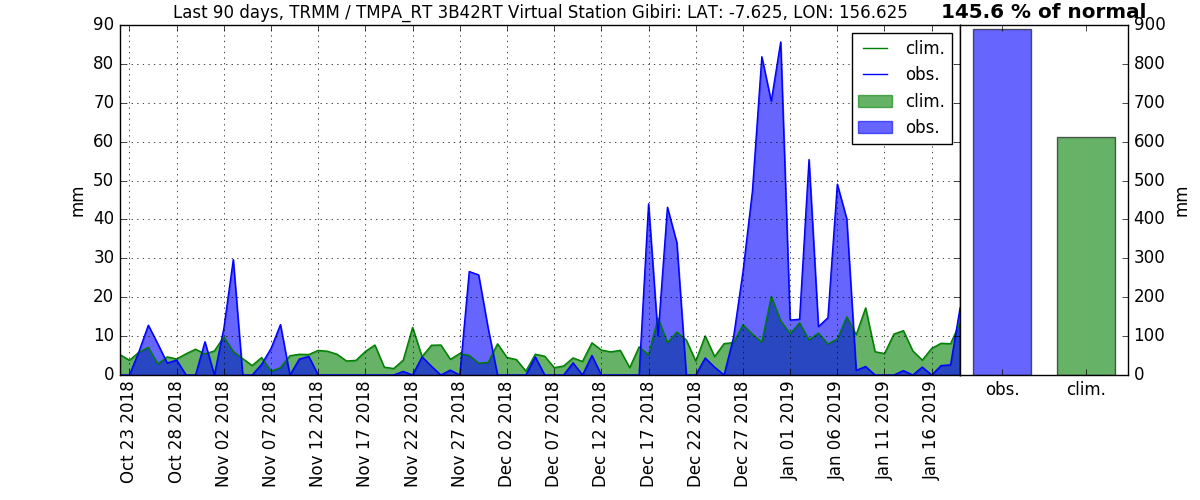 Last 90 days, TRMM / TMPA_RT 3B42RT Virtual Station Gibiri: LAT: -7.625, LON: 156.625
145.6 % of normal
90
80
70
60
50
40
30
20
10
0
mm
clim.
obs.
clim.
obs.
900
800
700
600
500
400
300
200
100
0
mm
obs.
clim.
Oct 23 2018
Oct 28 2018
Nov 02 2018
Nov 07 2018
Nov 12 2018
Nov 17 2018
Nov 22 2018
Nov 27 2018
Dec 02 2018
Dec 07 2018
Dec 12 2018
Dec 17 2018
Dec 22 2018
Dec 27 2018
Jan 01 2019
Jan 06 2019
Jan 11 2019
Jan 16 2019